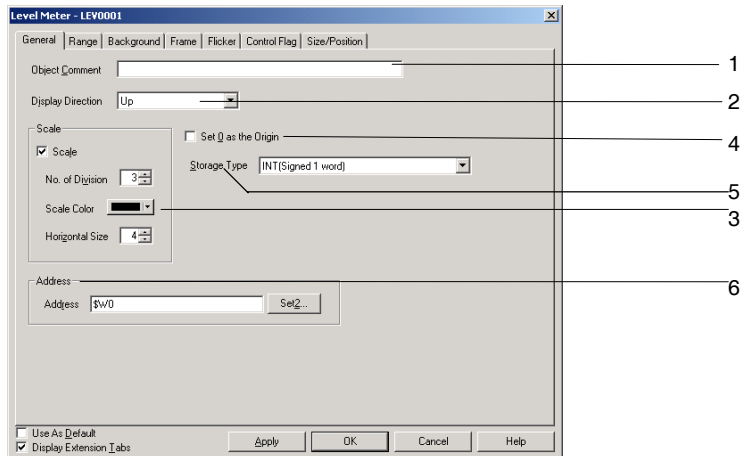 Level Meter - LEV0001
General Range Background Frame Flicker Control Flag Size/Position
Object Comment 1
Display Direction Up 2
Scale
Set 0 as the Origin 4
Scale
Storage Type INT(Signed 1 word)
No. of Division 3
5
Scale Color 3
Horizontal Size 4
Address 6
Address $W0 Set2...
Use As Default
Display Extension Tabs
Apply OK Cancel Help